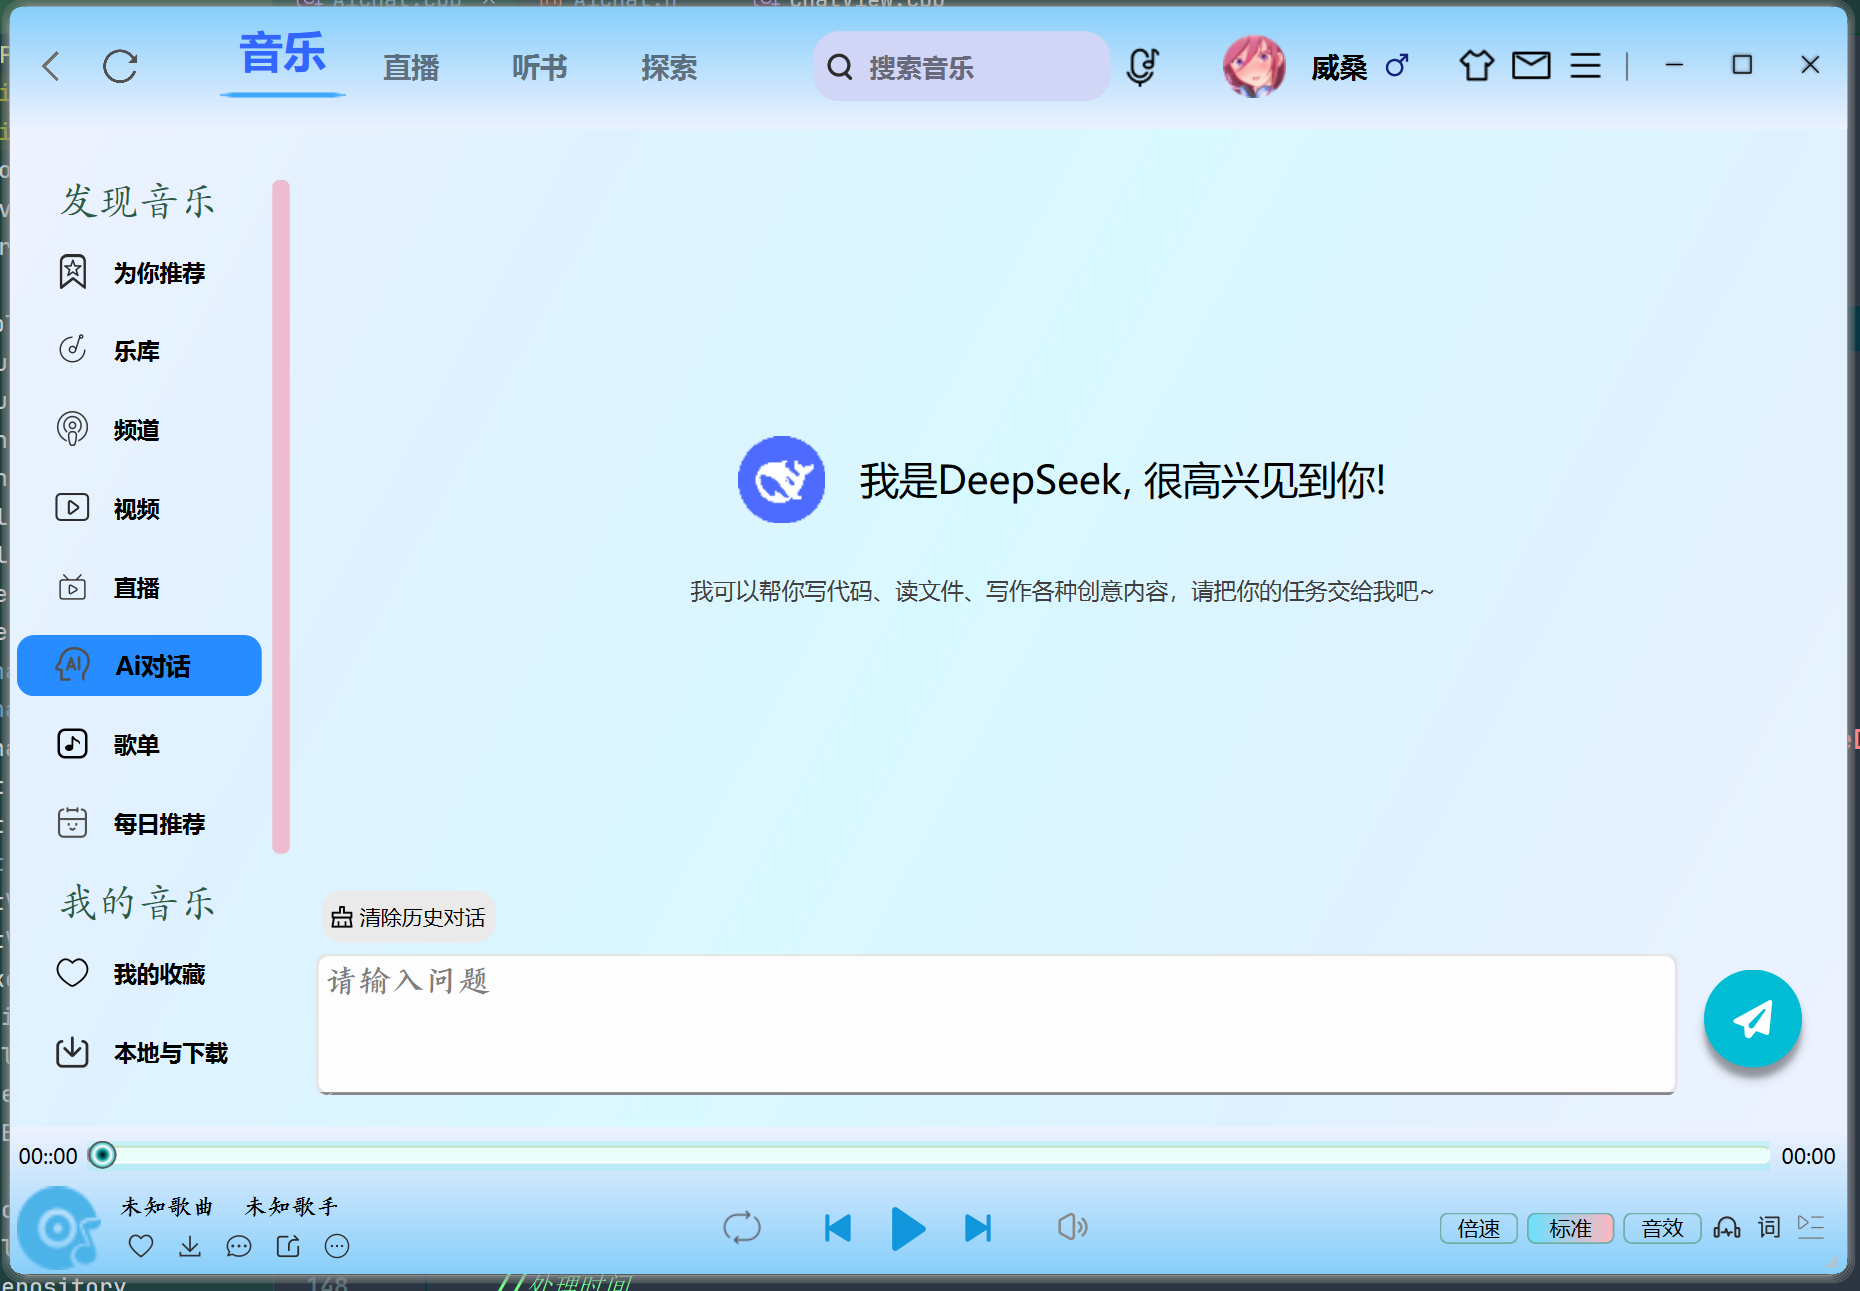 音乐
直播
听书
探索
搜索音乐
威桑
发现音乐
为你推荐
乐库
频道
视频
直播
AI
Ai对话
歌单
每日推荐
我的音乐
我的收藏
本地与下载
我是DeepSeek, 很高兴见到你!
我可以帮你写代码、读文件、写作各种创意内容，请把你的任务交给我吧~
清除历史对话
请输入问题
00::00
00:00
未知歌曲 未知歌手
倍速
标准
音效
词
epository
148
//处理时间